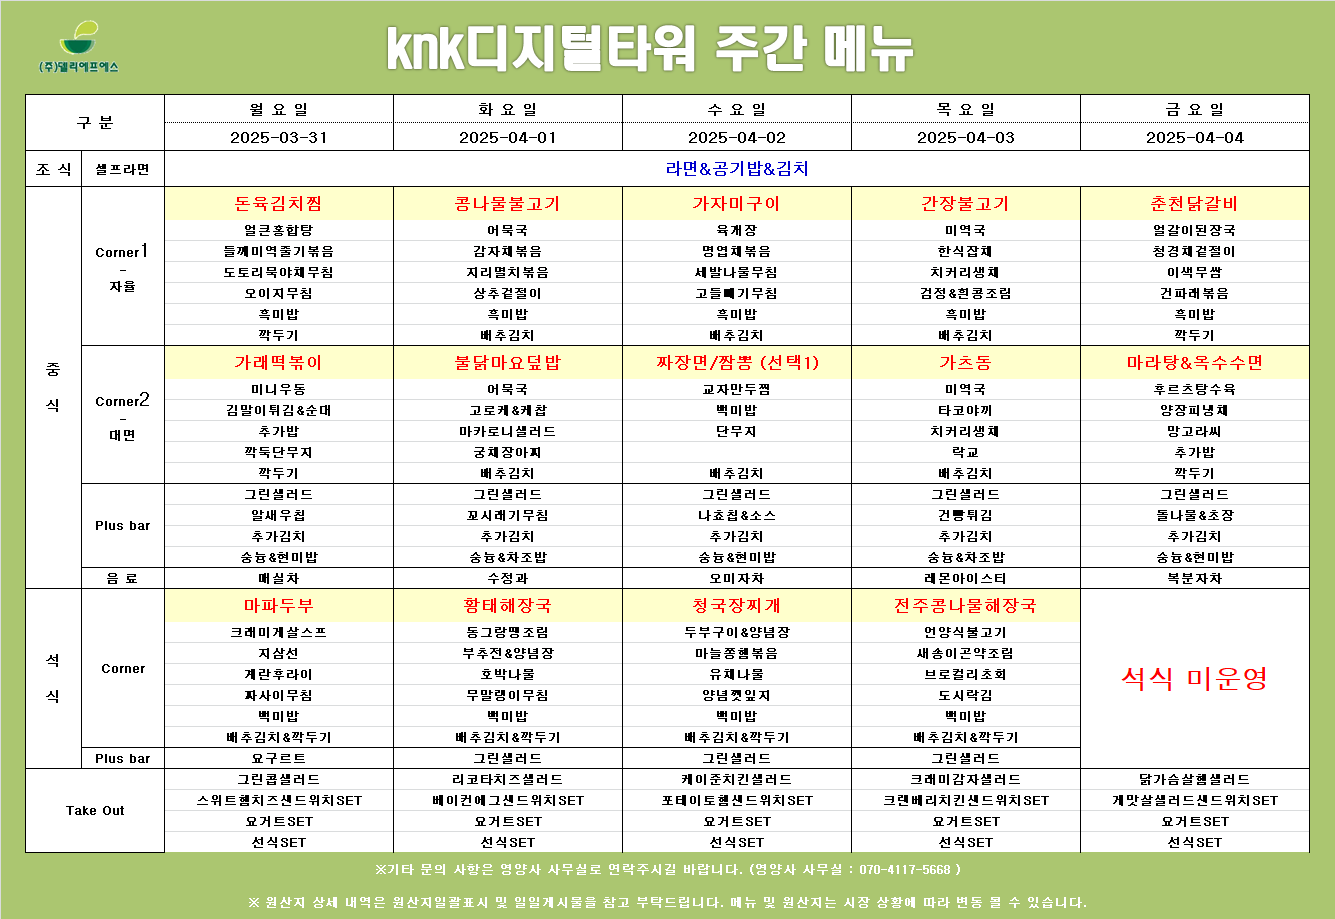 (주)델리에프에스
knk디지털타워 주간 메뉴
구 분 월 요 일 화 요 일 수 요 일 목 요 일 금 요 일
2025-03-31 2025-04-01 2025-04-02 2025-04-03 2025-04-04
조 식 셀프라면 라면&공기밥&김치
중 식
Corner1 - 자율
돈육김치찜 콩나물불고기 가자미구이 간장불고기 춘천닭갈비
얼큰홍합탕 어묵국 육개장 미역국 얼갈이된장국
들깨미역줄기볶음 감자채볶음 명엽채볶음 한식잡채 청경채겉절이
도토리묵야채무침 지리멸치볶음 세발나물무침 치커리생채 이색무쌈
오이지무침 상추겉절이 고들빼기무침 검정&흰콩조림 건파래볶음
흑미밥 흑미밥 흑미밥 흑미밥 흑미밥
깍두기 배추김치 배추김치 배추김치 깍두기
Corner2 - 대면
가래떡볶이 불닭마요덮밥 짜장면/짬뽕 (선택1) 가츠동 마라탕&옥수수면
미니우동 어묵국 교자만두찜 미역국 후르츠탕수육
김말이튀김&순대 고로케&케찹 백미밥 타코야끼 양장피냉채
추가밥 마카로니샐러드 단무지 치커리생채 망고라씨
깍둑단무지 궁채장아찌 락교 추가밥
깍두기 배추김치 배추김치 배추김치 깍두기
Plus bar
그린샐러드 그린샐러드 그린샐러드 그린샐러드 그린샐러드
알새우칩 꼬시래기무침 나쵸칩&소스 건빵튀김 돌나물&초장
추가김치 추가김치 추가김치 추가김치 추가김치
숭늉&현미밥 숭늉&차조밥 숭늉&현미밥 숭늉&차조밥 숭늉&현미밥
음 료 매실차 수정과 오미자차 레몬아이스티 복분자차
석 식
Corner
마파두부 황태해장국 청국장찌개 전주콩나물해장국
크래미게살스프 동그랑땡조림 두부구이&양념장 언양식불고기
지삼선 부추전&양념장 마늘쫑햄볶음 새송이곤약조림
계란후라이 호박나물 유채나물 브로컬리초회
짜사이무침 무말랭이무침 양념깻잎지 도시락김
백미밥 백미밥 백미밥 백미밥
배추김치&깍두기 배추김치&깍두기 배추김치&깍두기 배추김치&깍두기
석식 미운영
Plus bar 요구르트 그린샐러드 그린샐러드 그린샐러드
Take Out
그린콥샐러드 리코타치즈샐러드 케이준치킨샐러드 크래미감자샐러드 닭가슴살햄샐러드
스위트햄치즈샌드위치SET 베이컨에그샌드위치SET 포테이토햄샌드위치SET 크랜베리치킨샌드위치SET 게맛살샐러드샌드위치SET
요거트SET 요거트SET 요거트SET 요거트SET 요거트SET
선식SET 선식SET 선식SET 선식SET 선식SET
※기타 문의 사항은 영양사 사무실로 연락주시길 바랍니다. (영양사 사무실 : 070-4117-5668 )
※ 원산지 상세 내역은 원산지일괄표시 및 일일게시물을 참고 부탁드립니다. 메뉴 및 원산지는 시장 상황에 따라 변동 될 수 있습니다.